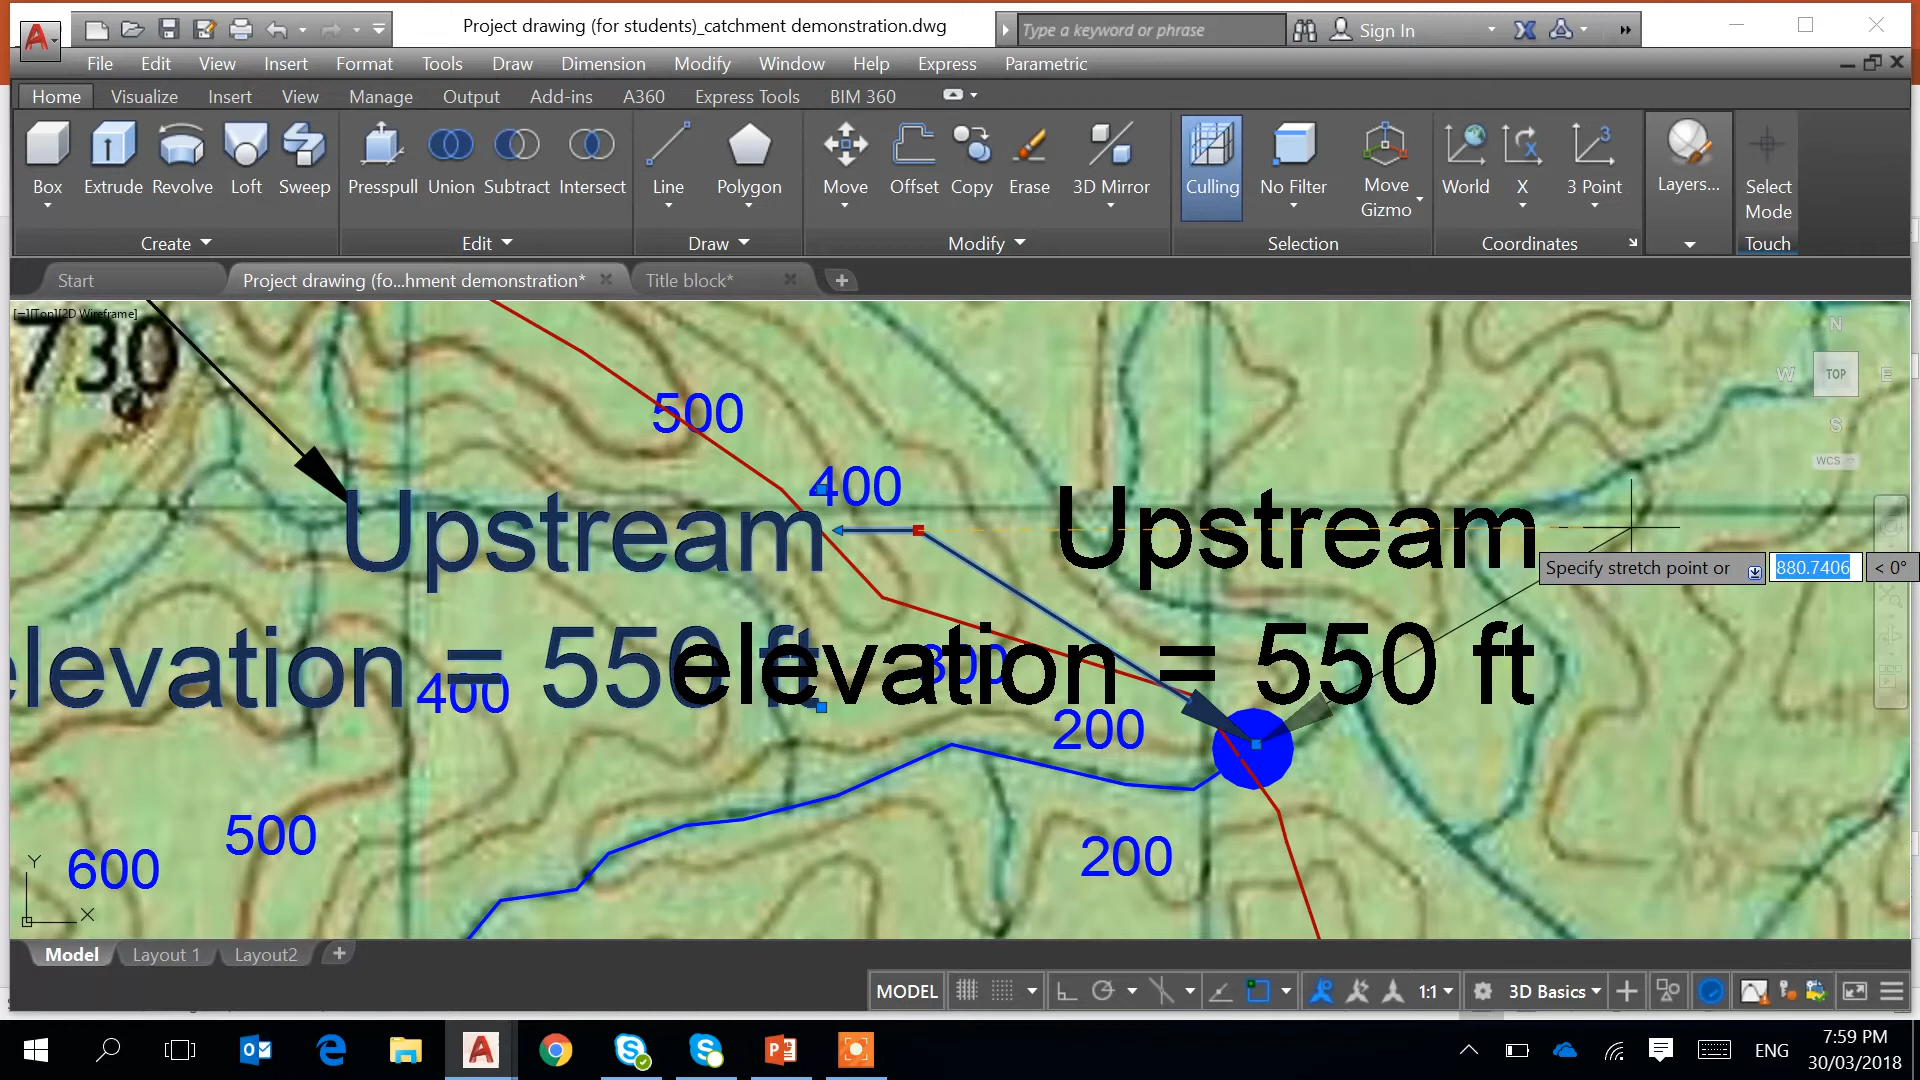 Project drawing (for students)_catchment demonstration.dwg
Type a keyword or phrase
Sign In
File Edit View Insert Format Tools Draw Dimension Modify Window Help Express Parametric
Home Visualize Insert View Manage Output Add-ins A360 Express Tools BIM 360
Box Extrude Revolve Loft Sweep Presspull Union Subtract Intersect Line Polygon Move Offset Copy Erase 3D Mirror Culling No Filter Move Gizmo World X 3 Point Layers... Select Mode
Create Edit Draw Modify Selection Coordinates Touch
Start Project drawing (fo...hment demonstration* Title block*
[−][Top][2D Wireframe]
730
N
W TOP E
S
WCS
500
400
Upstream
Upstream
Specify stretch point or 880.7406 < 0°
elevation = 550 ft
elevation = 550 ft
300
400
200
500
200
600
Y
X
Model Layout 1 Layout2
MODEL 1:1 3D Basics
ENG
7:59 PM
30/03/2018